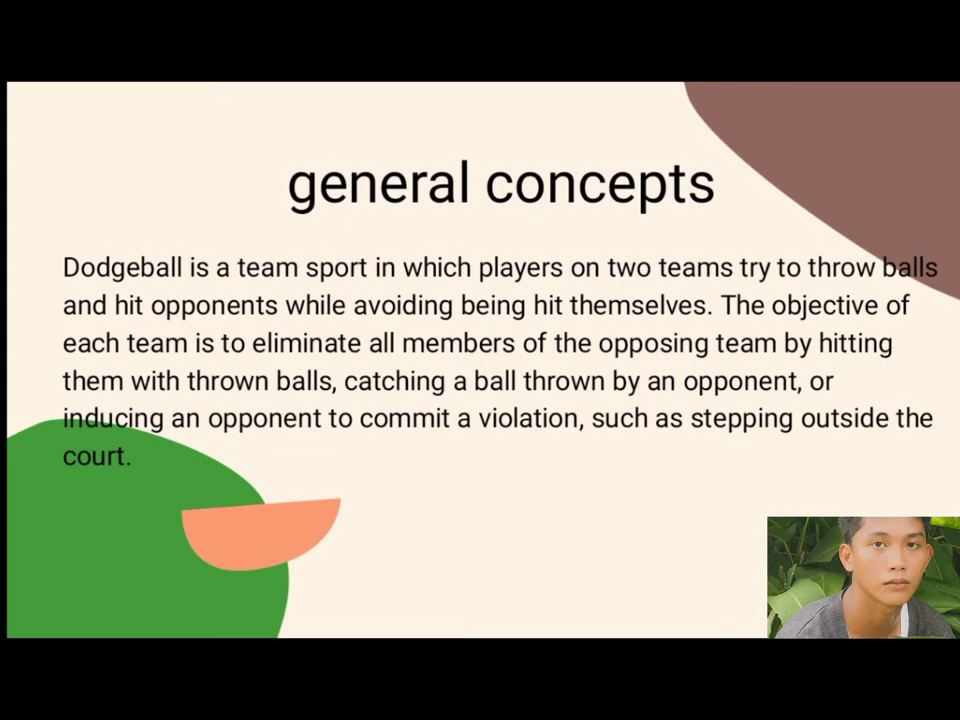 general concepts
Dodgeball is a team sport in which players on two teams try to throw balls
and hit opponents while avoiding being hit themselves. The objective of
each team is to eliminate all members of the opposing team by hitting
them with thrown balls, catching a ball thrown by an opponent, or
inducing an opponent to commit a violation, such as stepping outside the
court.